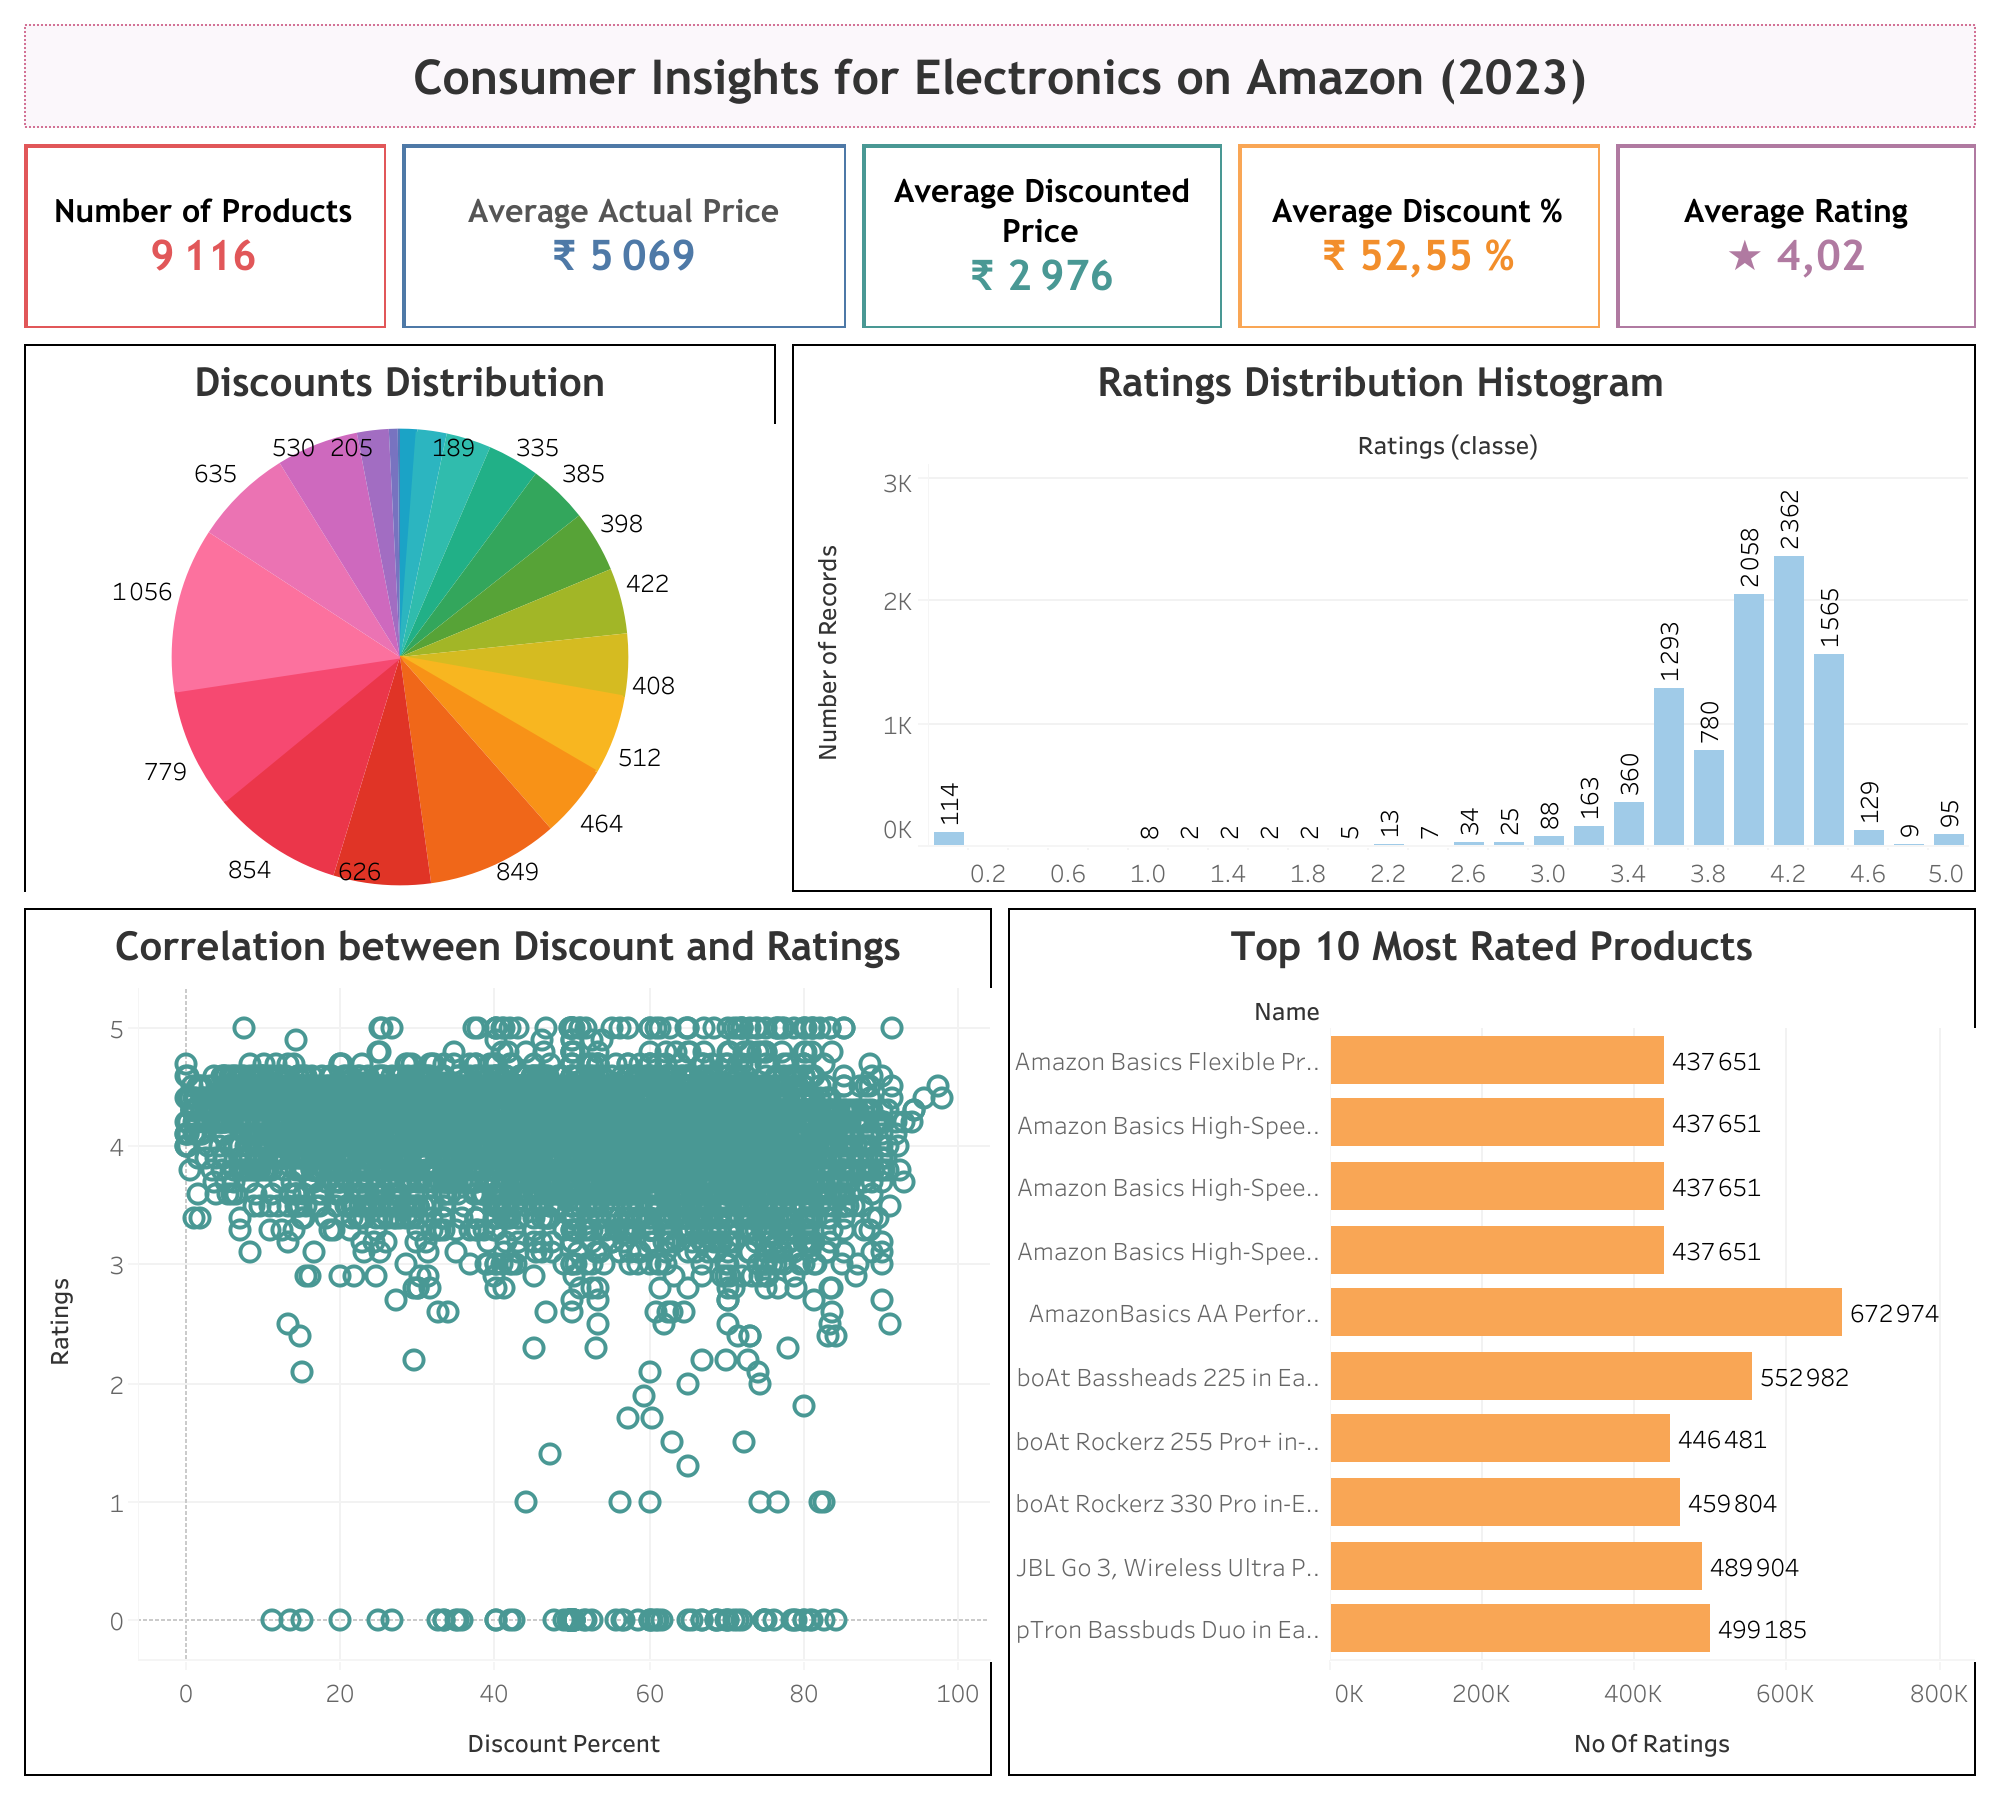 Consumer Insights for Electronics on Amazon (2023)
Number of Products
9 116
Average Actual Price
₹ 5 069
Average Discounted
Price
₹ 2 976
Average Discount %
₹ 52,55 %
Average Rating
★ 4,02
Discounts Distribution
530 205 189 335
635 385
398
1 056 422
408
779 512
464
854 626 849
Ratings Distribution Histogram
Ratings (classe)
Number of Records
3K
2K
1K
0K
114 8 2 2 2 2 5 13 7 34 25 88 163 360 1 293 780 2 058 2 362 1 565 129 9 95
0.2 0.6 1.0 1.4 1.8 2.2 2.6 3.0 3.4 3.8 4.2 4.6 5.0
Correlation between Discount and Ratings
Ratings
5
4
3
2
1
0
0 20 40 60 80 100
Discount Percent
Top 10 Most Rated Products
Name
Amazon Basics Flexible Pr.. 437 651
Amazon Basics High-Spee.. 437 651
Amazon Basics High-Spee.. 437 651
Amazon Basics High-Spee.. 437 651
AmazonBasics AA Perfor.. 672 974
boAt Bassheads 225 in Ea.. 552 982
boAt Rockerz 255 Pro+ in-.. 446 481
boAt Rockerz 330 Pro in-E.. 459 804
JBL Go 3, Wireless Ultra P.. 489 904
pTron Bassbuds Duo in Ea.. 499 185
0K 200K 400K 600K 800K
No Of Ratings